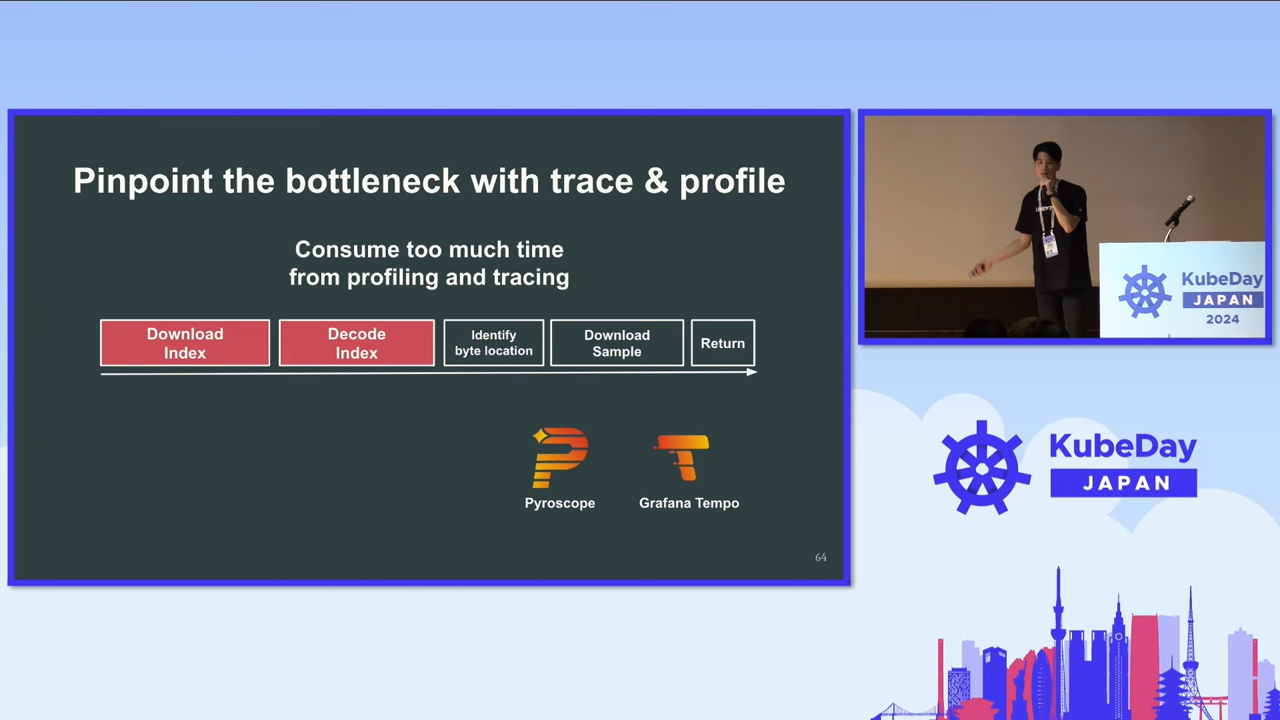 Pinpoint the bottleneck with trace & profile
Consume too much time
from profiling and tracing
Download
Index
Decode
Index
Identify
byte location
Download
Sample
Return
Pyroscope
Grafana Tempo
64
KubeDay
JAPAN
2024
KubeDay
JAPAN